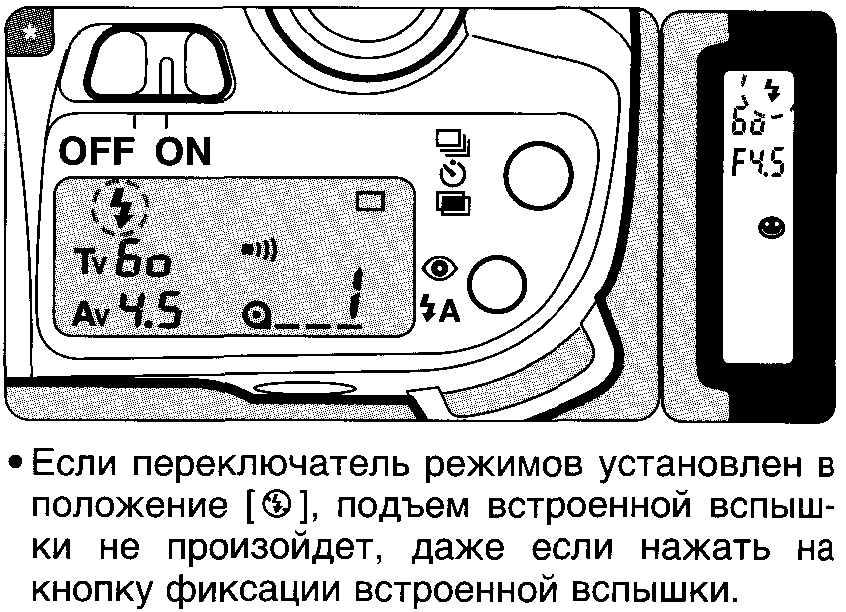 OFF ON
Tv 60
Av 4.5
1
A
60
F4.5
• Если переключатель режимов установлен в
положение [ ], подъем встроенной вспыш-
ки не произойдет, даже если нажать на
кнопку фиксации встроенной вспышки.